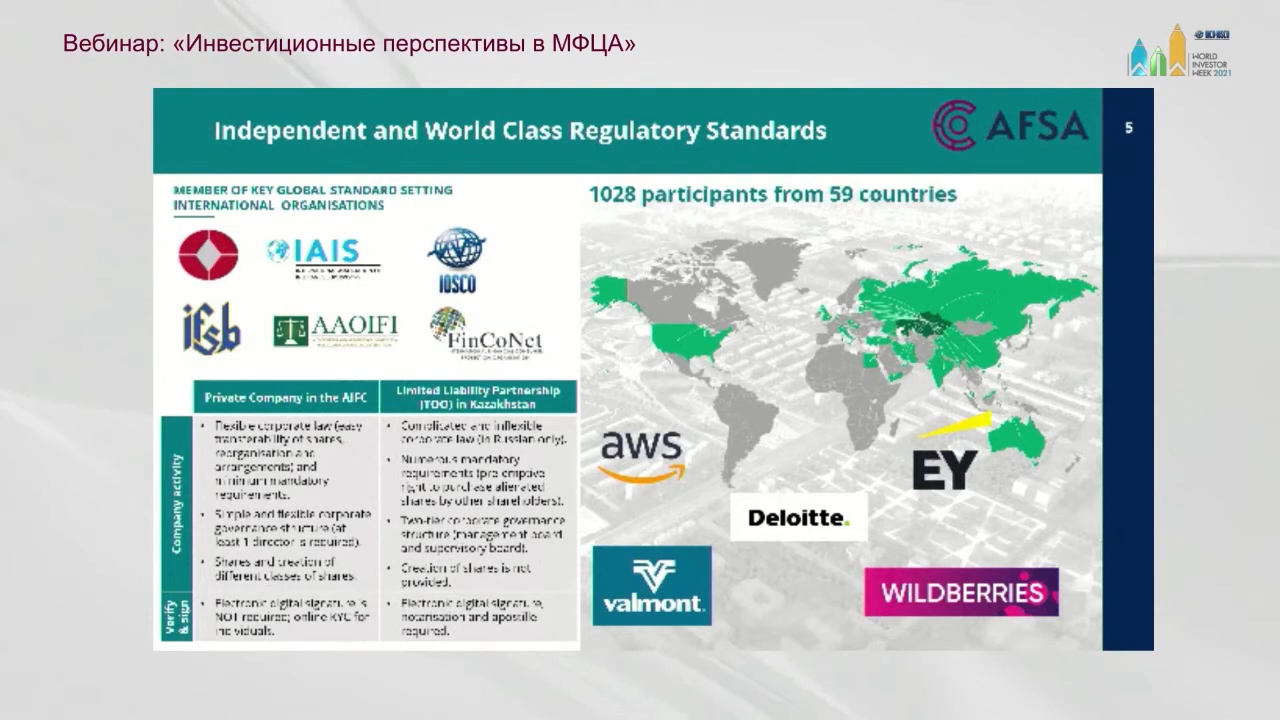 Вебинар: «Инвестиционные перспективы в МФЦА»
WORLD
INVESTOR
WEEK 2021
Independent and World Class Regulatory Standards
AFSA
5
MEMBER OF KEY GLOBAL STANDARD SETTING
INTERNATIONAL ORGANISATIONS
IAIS
IOSCO
ifsb
AAOIFI
FinCoNet
1028 participants from 59 countries
aws
EY
Deloitte.
valmont
WILDBERRIES
Private Company in the AIFC
Limited Liability Partnership
(TOO) in Kazakhstan
Company activity
• Flexible corporate law (easy
transferability of shares,
reorganisation and
arrangements) and
minimum mandatory
requirements.
• Simple and flexible corporate
governance structure (at
least 1 director is required).
• Shares and creation of
different classes of shares.
• Complicated and inflexible
corporate law (in Russian only).
• Numerous mandatory
requirements (pre-emptive
right to purchase alienated
shares by other shareholders).
• Two-tier corporate governance
structure (management board
and supervisory board).
• Creation of shares is not
provided.
Verify
& sign
• Electronic digital signature is
NOT required; online KYC for
individuals.
• Electronic digital signature,
notarisation and apostille
required.